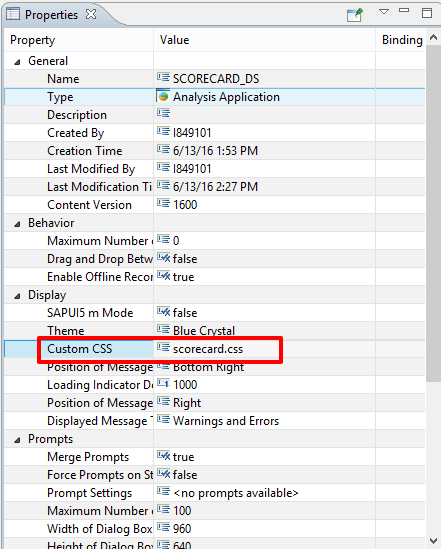 Properties
Property Value Binding
General
Name SCORECARD_DS
Type Analysis Application
Description
Created By I849101
Creation Time 6/13/16 1:53 PM
Last Modified By I849101
Last Modification Ti 6/13/16 2:27 PM
Content Version 1600
Behavior
Maximum Number 0
Drag and Drop Betw false
Enable Offline Recor true
Display
SAPUI5 m Mode false
Theme Blue Crystal
Custom CSS scorecard.css
Position of Message Bottom Right
Loading Indicator De 1000
Position of Message Right
Displayed Message T Warnings and Errors
Prompts
Merge Prompts true
Force Prompts on St false
Prompt Settings <no prompts available>
Maximum Number 100
Width of Dialog Box 960
Height of Dialog Box 640